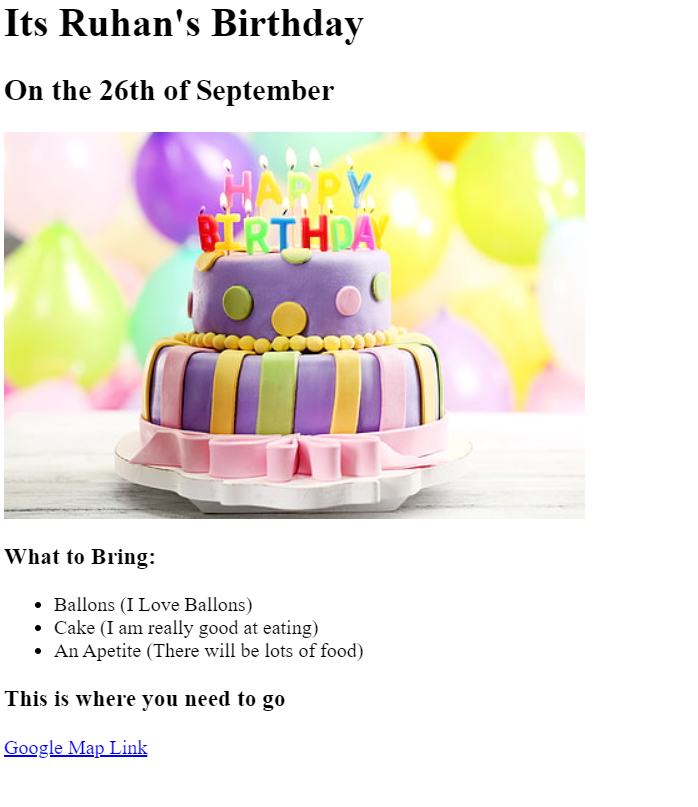 Its Ruhan's Birthday
On the 26th of September
HAPPY
BIRTHDAY
What to Bring:
Ballons (I Love Ballons)
Cake (I am really good at eating)
An Apetite (There will be lots of food)
This is where you need to go
Google Map Link